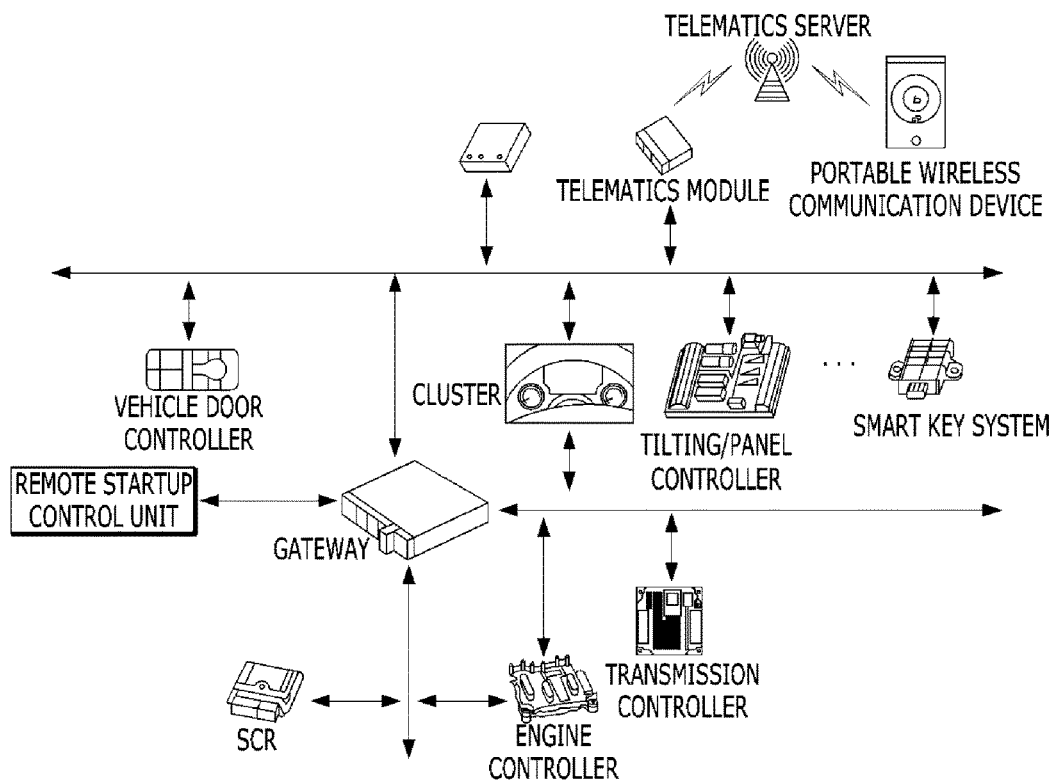 TELEMATICS SERVER
TELEMATICS MODULE
PORTABLE WIRELESS
COMMUNICATION DEVICE
VEHICLE DOOR
CONTROLLER
CLUSTER
TILTING/PANEL
CONTROLLER
...
SMART KEY SYSTEM
REMOTE STARTUP
CONTROL UNIT
GATEWAY
TRANSMISSION
CONTROLLER
SCR
ENGINE
CONTROLLER